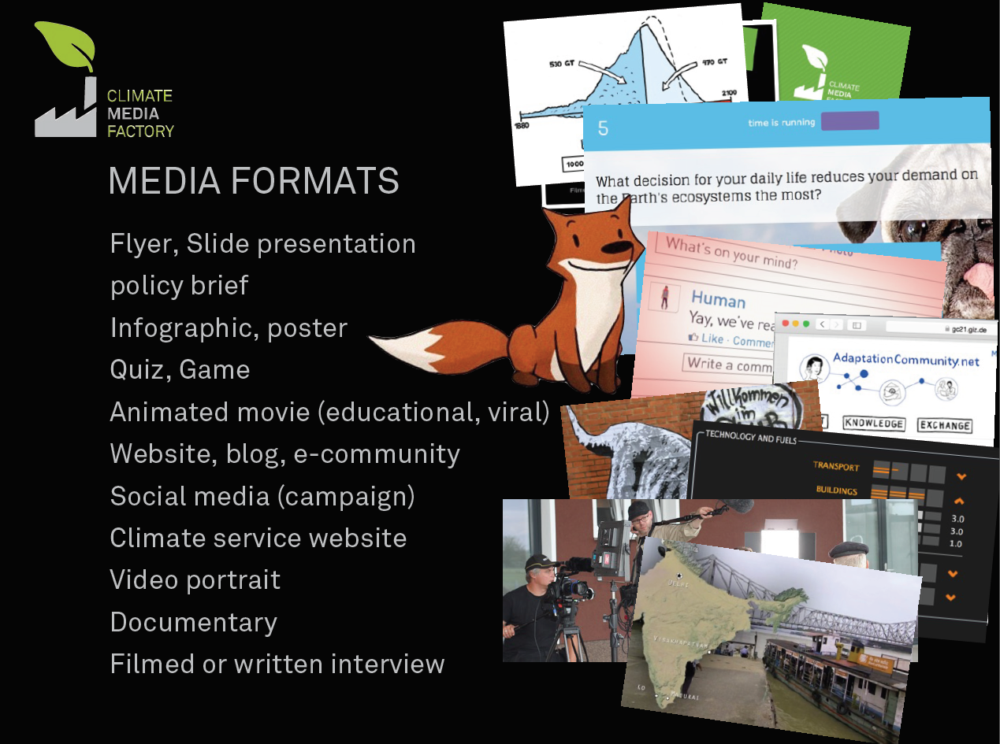 CLIMATE
MEDIA
FACTORY
MEDIA FORMATS
Flyer, Slide presentation
policy brief
Infographic, poster
Quiz, Game
Animated movie (educational, viral)
Website, blog, e-community
Social media (campaign)
Climate service website
Video portrait
Documentary
Filmed or written interview
530 GT
470 GT
1880
2100
1000
CLIMATE
MEDIA
5
time is running
What decision for your daily life reduces your demand on
the Earth's ecosystems the most?
What's on your mind?
Human
Yay, we've
Like ·
Write a
gc21.giz.de
AdaptationCommunity.net
KNOWLEDGE
EXCHANGE
Willkommen
im
TECHNOLOGY AND FUELS
TRANSPORT
BUILDINGS
3.0
3.0
1.0
DELHI
VISAKHAPATNAM
MADURAI